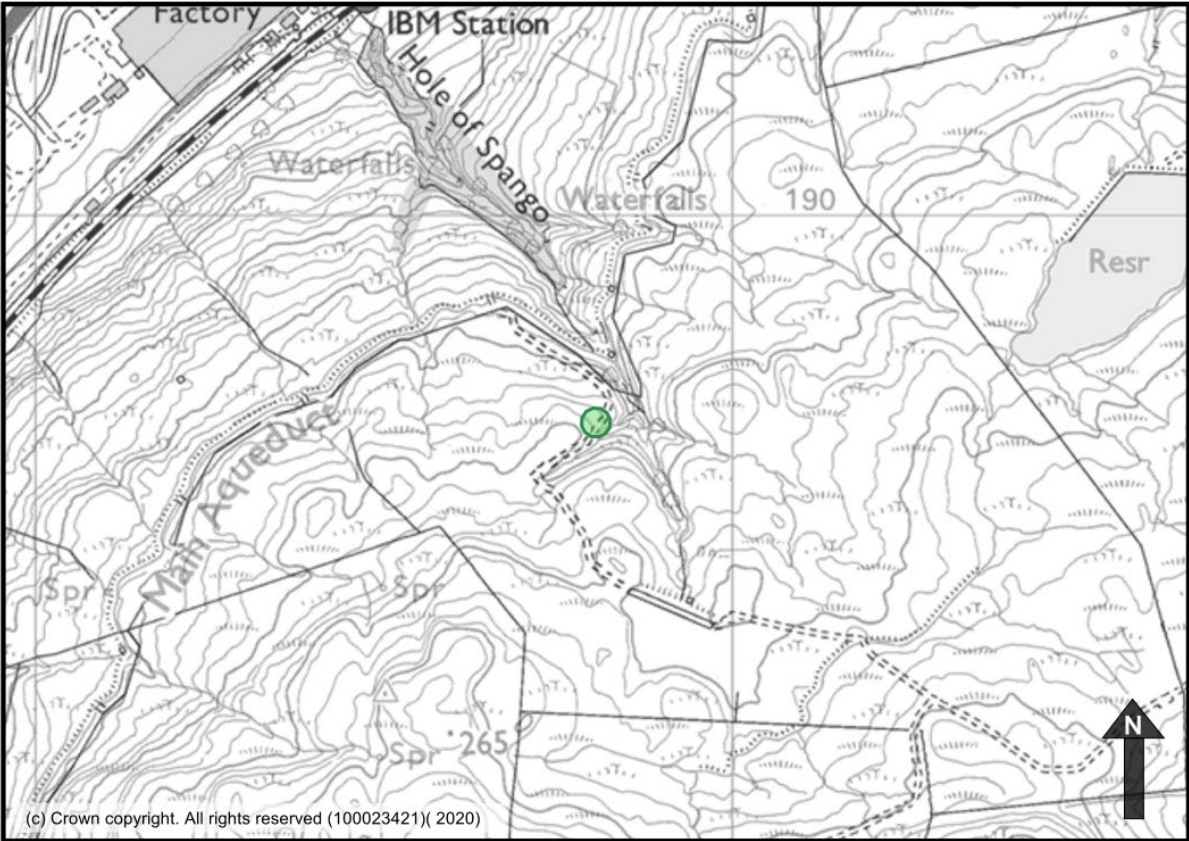 Factory
IBM Station
Hole of Spango
Waterfalls
Waterfalls
190
Resr
Main Aqueduct
Spr
Spr
Spr
265
N
(c) Crown copyright. All rights reserved (100023421)( 2020)